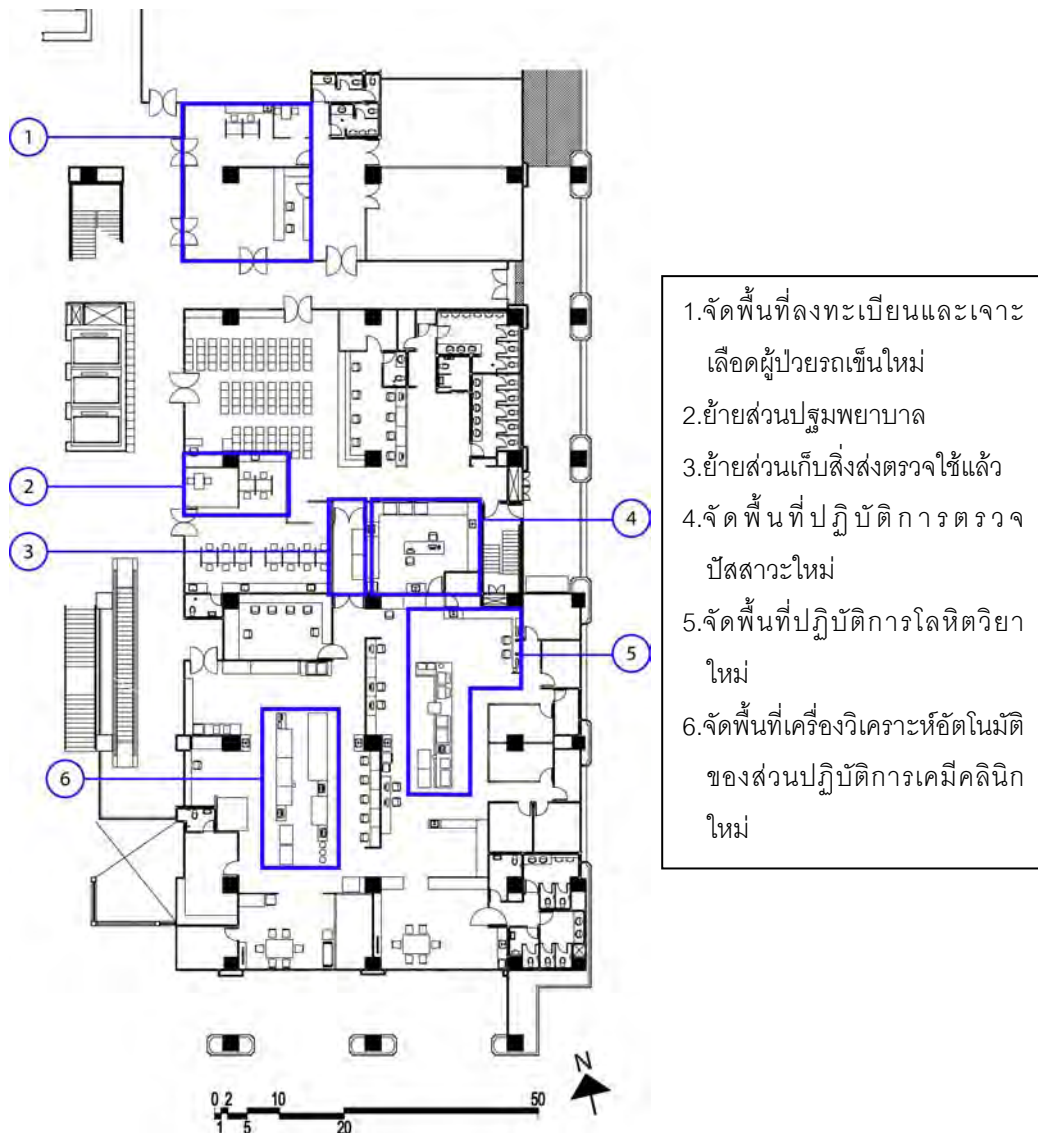 1
2
3
4
5
6
1.จัดพื้นที่ลงทะเบียนและเจาะ
เลือดผู้ป่วยรถเข็นใหม่
2.ย้ายส่วนปฐมพยาบาล
3.ย้ายส่วนเก็บสิ่งส่งตรวจใช้แล้ว
4.จัดพื้นที่ปฏิบัติการตรวจ
ปัสสาวะใหม่
5.จัดพื้นที่ปฏิบัติการโลหิตวิยา
ใหม่
6.จัดพื้นที่เครื่องวิเคราะห์อัตโนมัติ
ของส่วนปฏิบัติการเคมีคลินิก
ใหม่
N
0 2 10 50
1 5 20